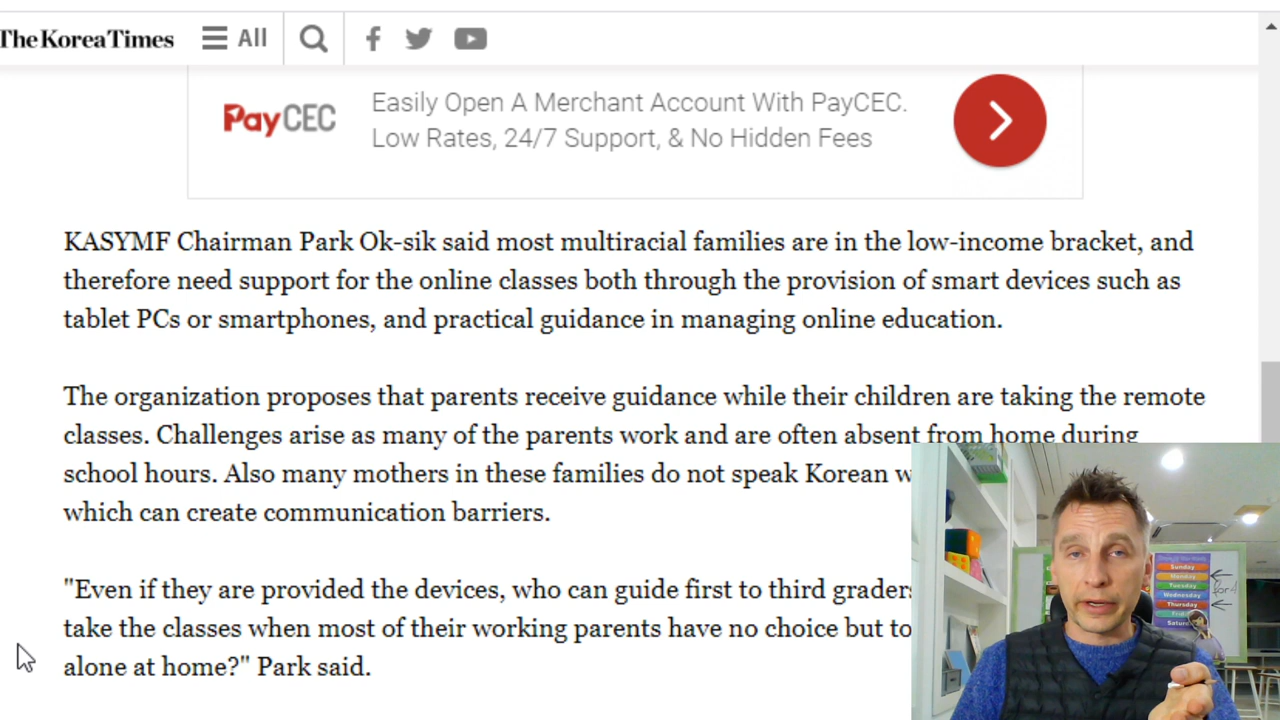 The Korea Times
All
PayCEC
Easily Open A Merchant Account With PayCEC.
Low Rates, 24/7 Support, & No Hidden Fees
KASYMF Chairman Park Ok-sik said most multiracial families are in the low-income bracket, and
therefore need support for the online classes both through the provision of smart devices such as
tablet PCs or smartphones, and practical guidance in managing online education.
The organization proposes that parents receive guidance while their children are taking the remote
classes. Challenges arise as many of the parents work and are often absent from home during
school hours. Also many mothers in these families do not speak Korean
which can create communication barriers.
"Even if they are provided the devices, who can guide first to third graders
take the classes when most of their working parents have no choice but to
alone at home?" Park said.
Sunday
Monday
Tuesday
Wednesday
Thursday